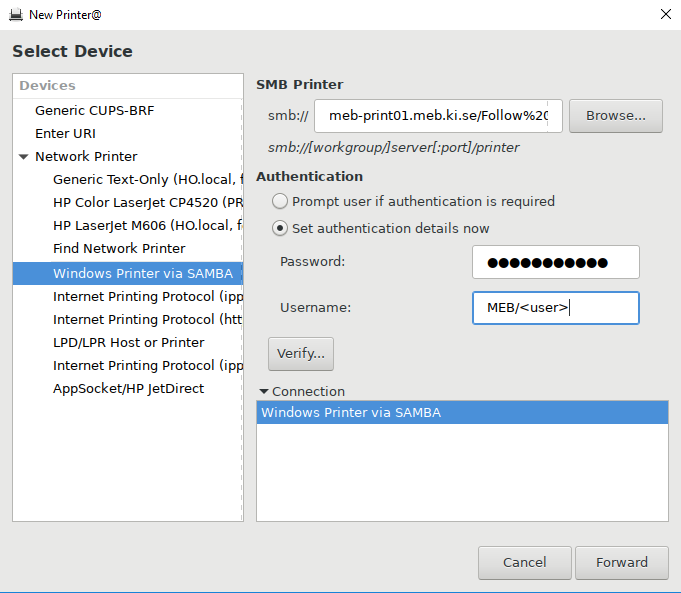 New Printer@
Select Device
Devices
Generic CUPS-BRF
Enter URI
Network Printer
Generic Text-Only (HO.local, f
HP Color LaserJet CP4520 (PR
HP LaserJet M606 (HO.local, f
Find Network Printer
Windows Printer via SAMBA
Internet Printing Protocol (ipp
Internet Printing Protocol (htt
LPD/LPR Host or Printer
Internet Printing Protocol (ipp
AppSocket/HP JetDirect
SMB Printer
smb:// meb-print01.meb.ki.se/Follow%20 Browse...
smb://[workgroup/]server[:port]/printer
Authentication
Prompt user if authentication is required
Set authentication details now
Password: ●●●●●●●●●●●
Username: MEB/<user>
Verify...
Connection
Windows Printer via SAMBA
Cancel Forward